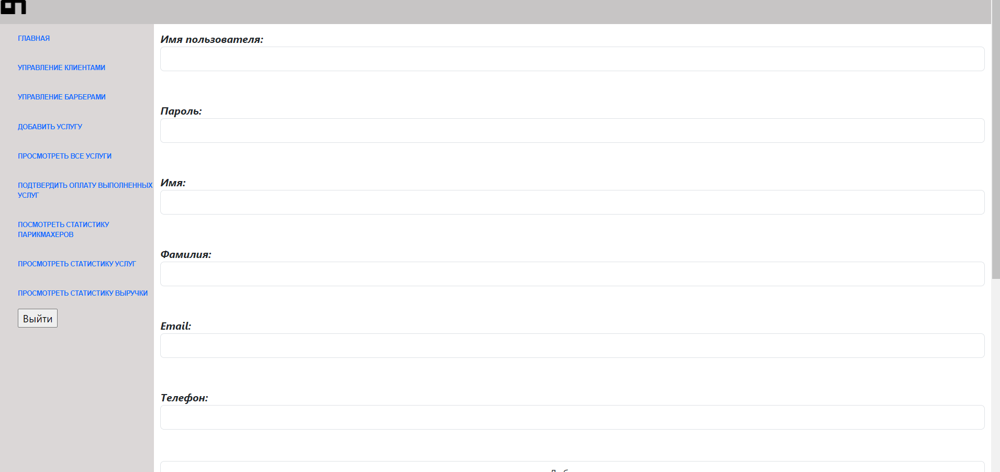 ГЛАВНАЯ
УПРАВЛЕНИЕ КЛИЕНТАМИ
УПРАВЛЕНИЕ БАРБЕРАМИ
ДОБАВИТЬ УСЛУГУ
ПРОСМОТРЕТЬ ВСЕ УСЛУГИ
ПОДТВЕРДИТЬ ОПЛАТУ ВЫПОЛНЕННЫХ
УСЛУГ
ПОСМОТРЕТЬ СТАТИСТИКУ
ПАРИКМАХЕРОВ
ПРОСМОТРЕТЬ СТАТИСТИКУ УСЛУГ
ПРОСМОТРЕТЬ СТАТИСТИКУ ВЫРУЧКИ
Выйти
Имя пользователя:
Пароль:
Имя:
Фамилия:
Email:
Телефон: